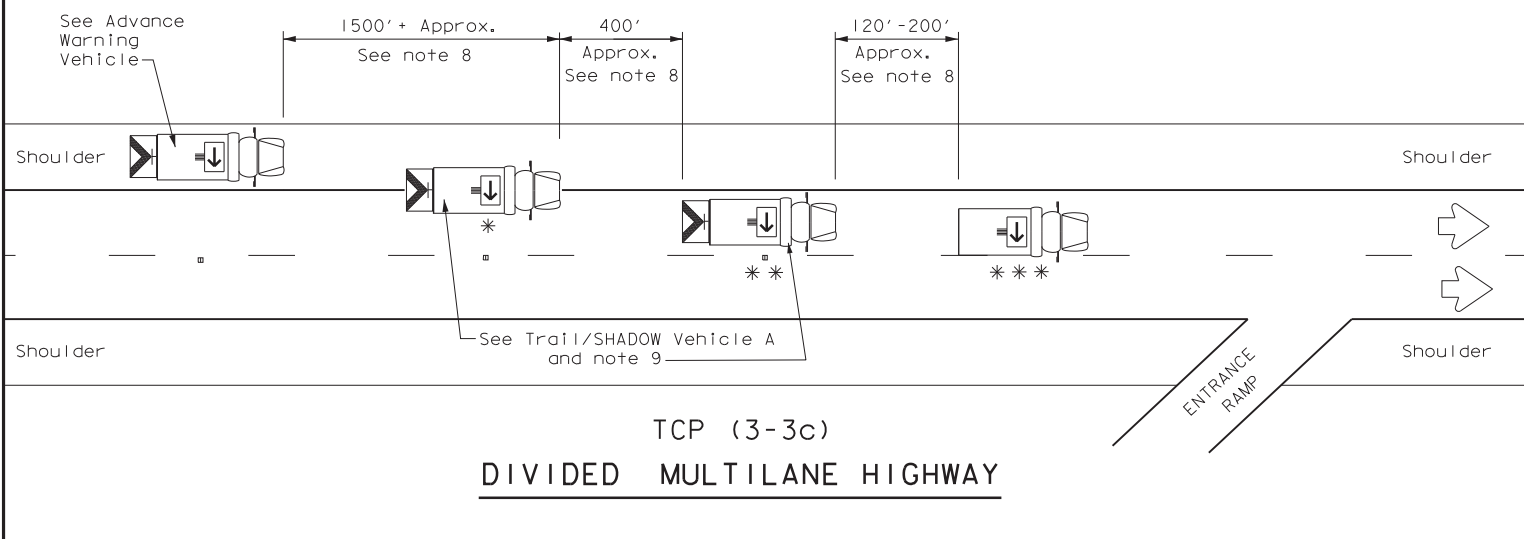 See Advance
Warning
Vehicle
1500'+ Approx.
See note 8
400'
Approx.
See note 8
120'-200'
Approx.
See note 8
Shoulder
Shoulder
*
* *
* * *
See Trail/SHADOW Vehicle A
and note 9
Shoulder
Shoulder
ENTRANCE
RAMP
TCP (3-3c)
DIVIDED MULTILANE HIGHWAY